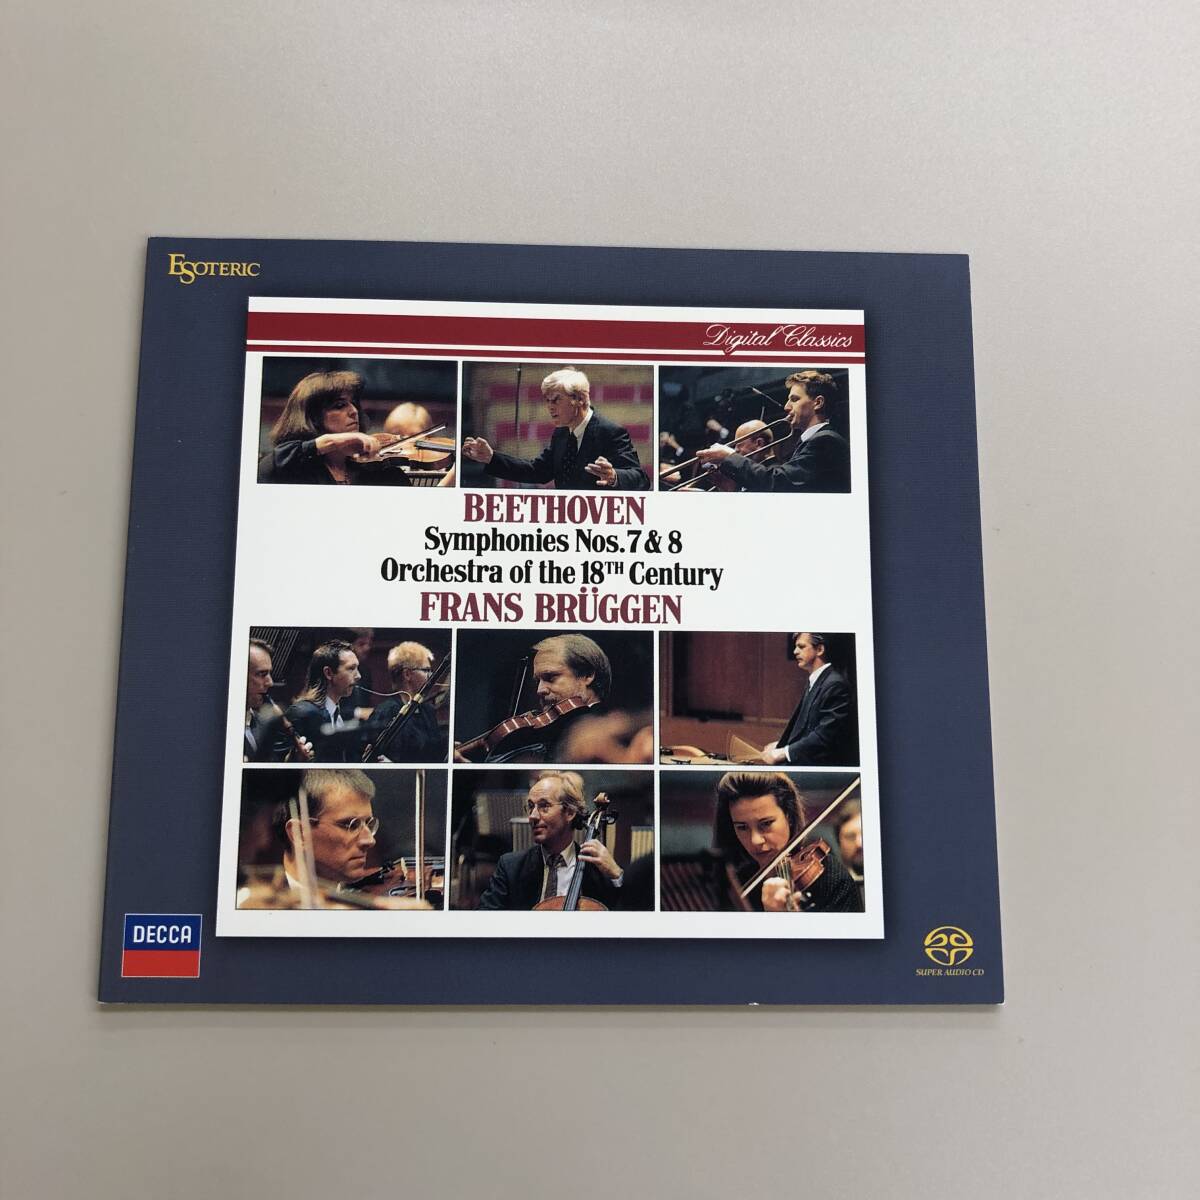 ESOTERIC
Digital Classics
BEETHOVEN
Symphonies Nos.7 & 8
Orchestra of the 18TH Century
FRANS BRÜGGEN
DECCA
SUPER AUDIO CD